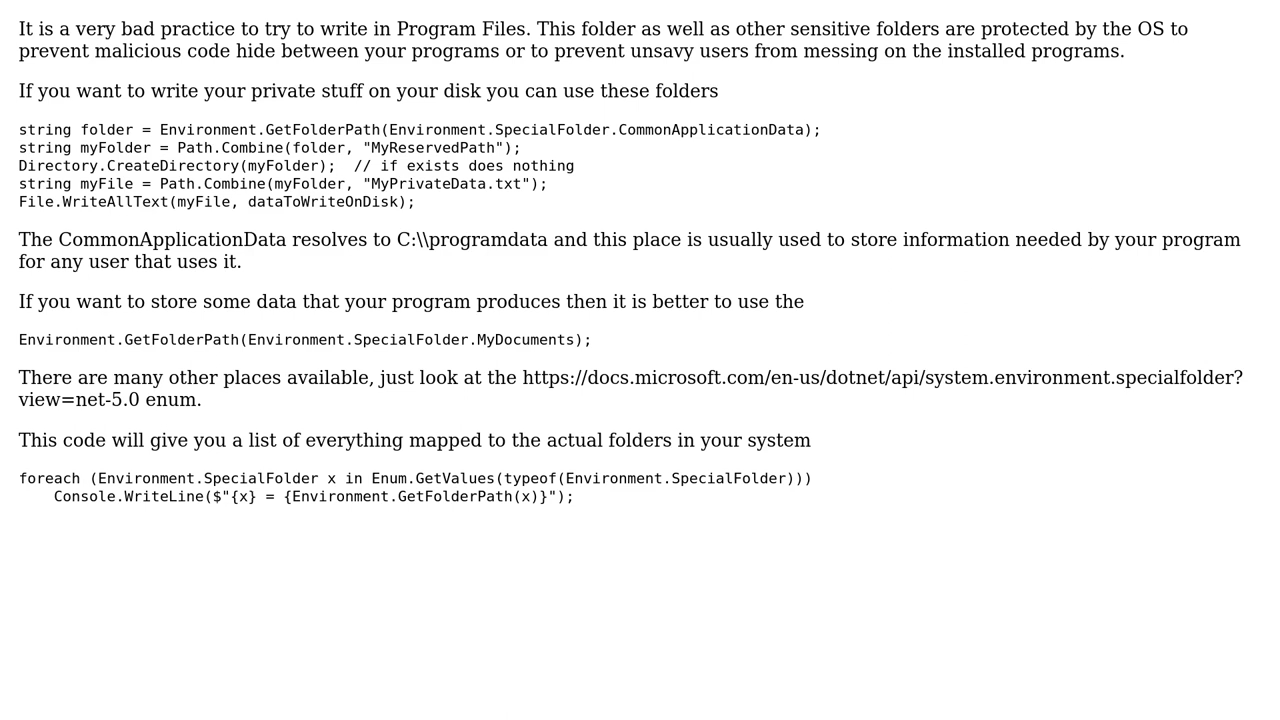 It is a very bad practice to try to write in Program Files. This folder as well as other sensitive folders are protected by the OS to
prevent malicious code hide between your programs or to prevent unsavy users from messing on the installed programs.
If you want to write your private stuff on your disk you can use these folders
string folder = Environment.GetFolderPath(Environment.SpecialFolder.CommonApplicationData);
string myFolder = Path.Combine(folder, "MyReservedPath");
Directory.CreateDirectory(myFolder);  // if exists does nothing
string myFile = Path.Combine(myFolder, "MyPrivateData.txt");
File.WriteAllText(myFile, dataToWriteOnDisk);
The CommonApplicationData resolves to C:\\programdata and this place is usually used to store information needed by your program
for any user that uses it.
If you want to store some data that your program produces then it is better to use the
Environment.GetFolderPath(Environment.SpecialFolder.MyDocuments);
There are many other places available, just look at the https://docs.microsoft.com/en-us/dotnet/api/system.environment.specialfolder?
view=net-5.0 enum.
This code will give you a list of everything mapped to the actual folders in your system
foreach (Environment.SpecialFolder x in Enum.GetValues(typeof(Environment.SpecialFolder)))
    Console.WriteLine($"{x} = {Environment.GetFolderPath(x)}");